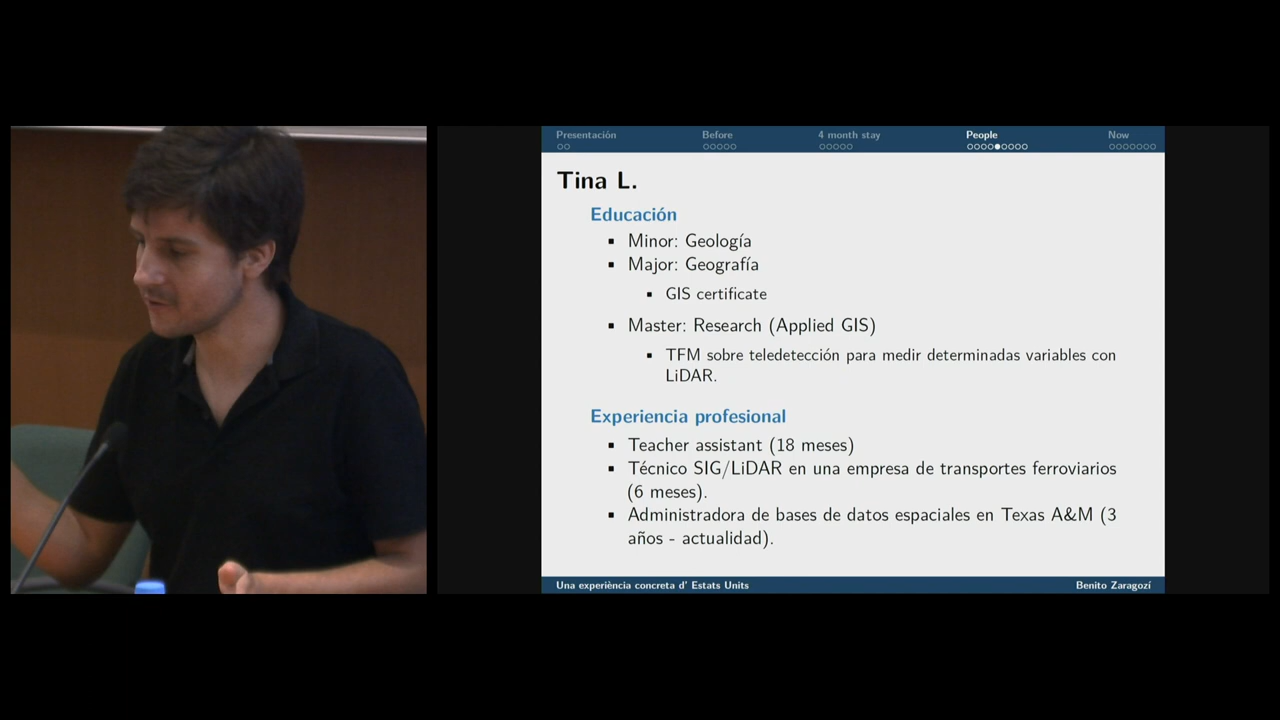 Presentación Before 4 month stay People Now
Tina L.
Educación
Minor: Geología
Major: Geografía
GIS certificate
Master: Research (Applied GIS)
TFM sobre teledetección para medir determinadas variables con
LiDAR.
Experiencia profesional
Teacher assistant (18 meses)
Técnico SIG/LiDAR en una empresa de transportes ferroviarios
(6 meses).
Administradora de bases de datos espaciales en Texas A&M (3
años - actualidad).
Una experiència concreta d' Estats Units Benito Zaragozí